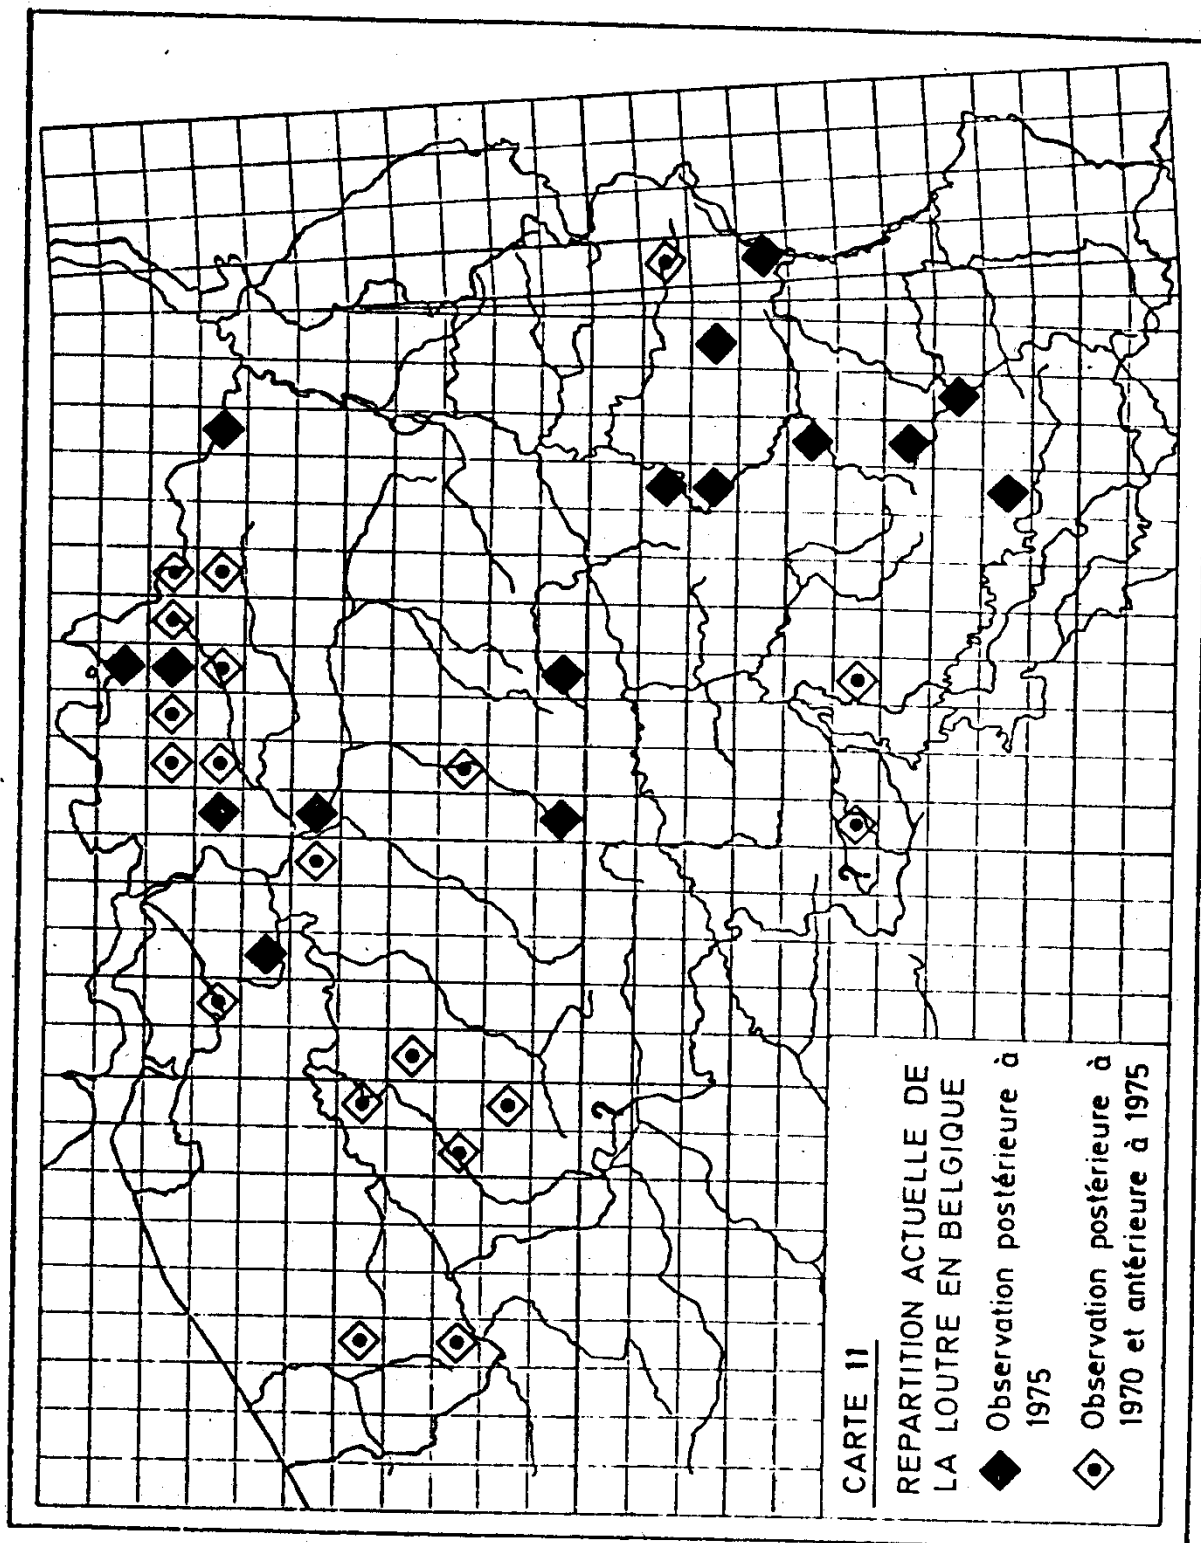 ?
?
CARTE 11
REPARTITION ACTUELLE DE
LA LOUTRE EN BELGIQUE
Observation postérieure à
1975
Observation postérieure à
1970 et antérieure à 1975